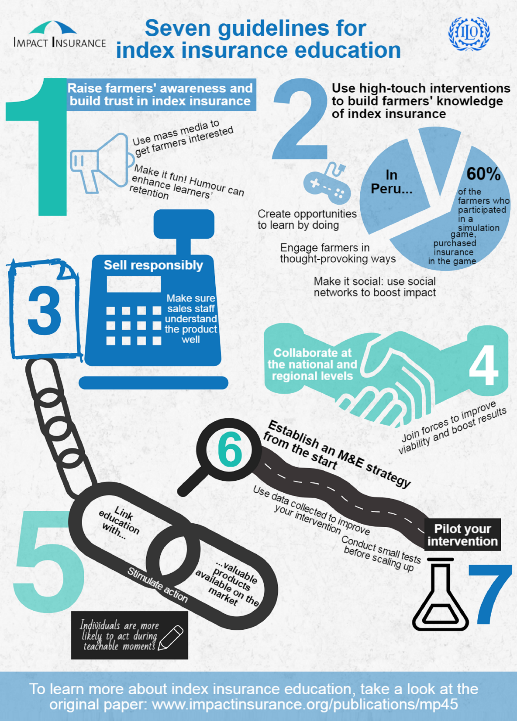 IMPACT INSURANCE
Seven guidelines for
index insurance education
ILO
1
Raise farmers' awareness and
build trust in index insurance
Use mass media to
get farmers interested
Make it fun! Humour can
enhance learners'
retention
2
Use high-touch interventions
to build farmers' knowledge
of index insurance
In
Peru...
60%
of the
farmers who
participated
in a
simulation
game,
purchased
insurance
in the game
Create opportunities
to learn by doing
Engage farmers in
thought-provoking ways
Make it social: use social
networks to boost impact
3
Sell responsibly
Make sure
sales staff
understand
the product
well
Collaborate at
the national and
regional levels
4
Join forces to improve
viability and boost results
5
Link
education
with...
...valuable
products
available on the
market
Stimulate action
Individuals are more
likely to act during
teachable moments
6
Establish an M&E strategy
from the start
Use data collected to improve
your intervention
Conduct small tests
before scaling up
Pilot your
intervention
7
To learn more about index insurance education, take a look at the
original paper: www.impactinsurance.org/publications/mp45